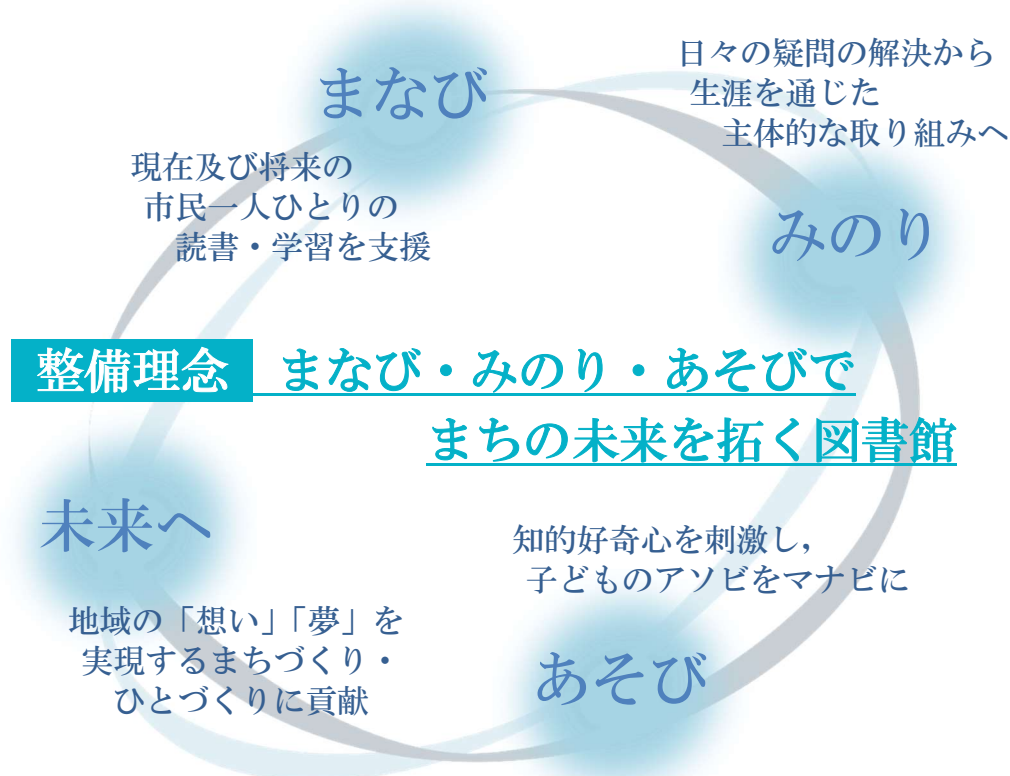 まなび
現在及び将来の
市民一人ひとりの
読書・学習を支援
日々の疑問の解決から
生涯を通じた
主体的な取り組みへ
みのり
整備理念 まなび・みのり・あそびで
まちの未来を拓く図書館
未来へ
地域の「想い」「夢」を
実現するまちづくり・
ひとづくりに貢献
知的好奇心を刺激し，
子どものアソビをマナビに
あそび